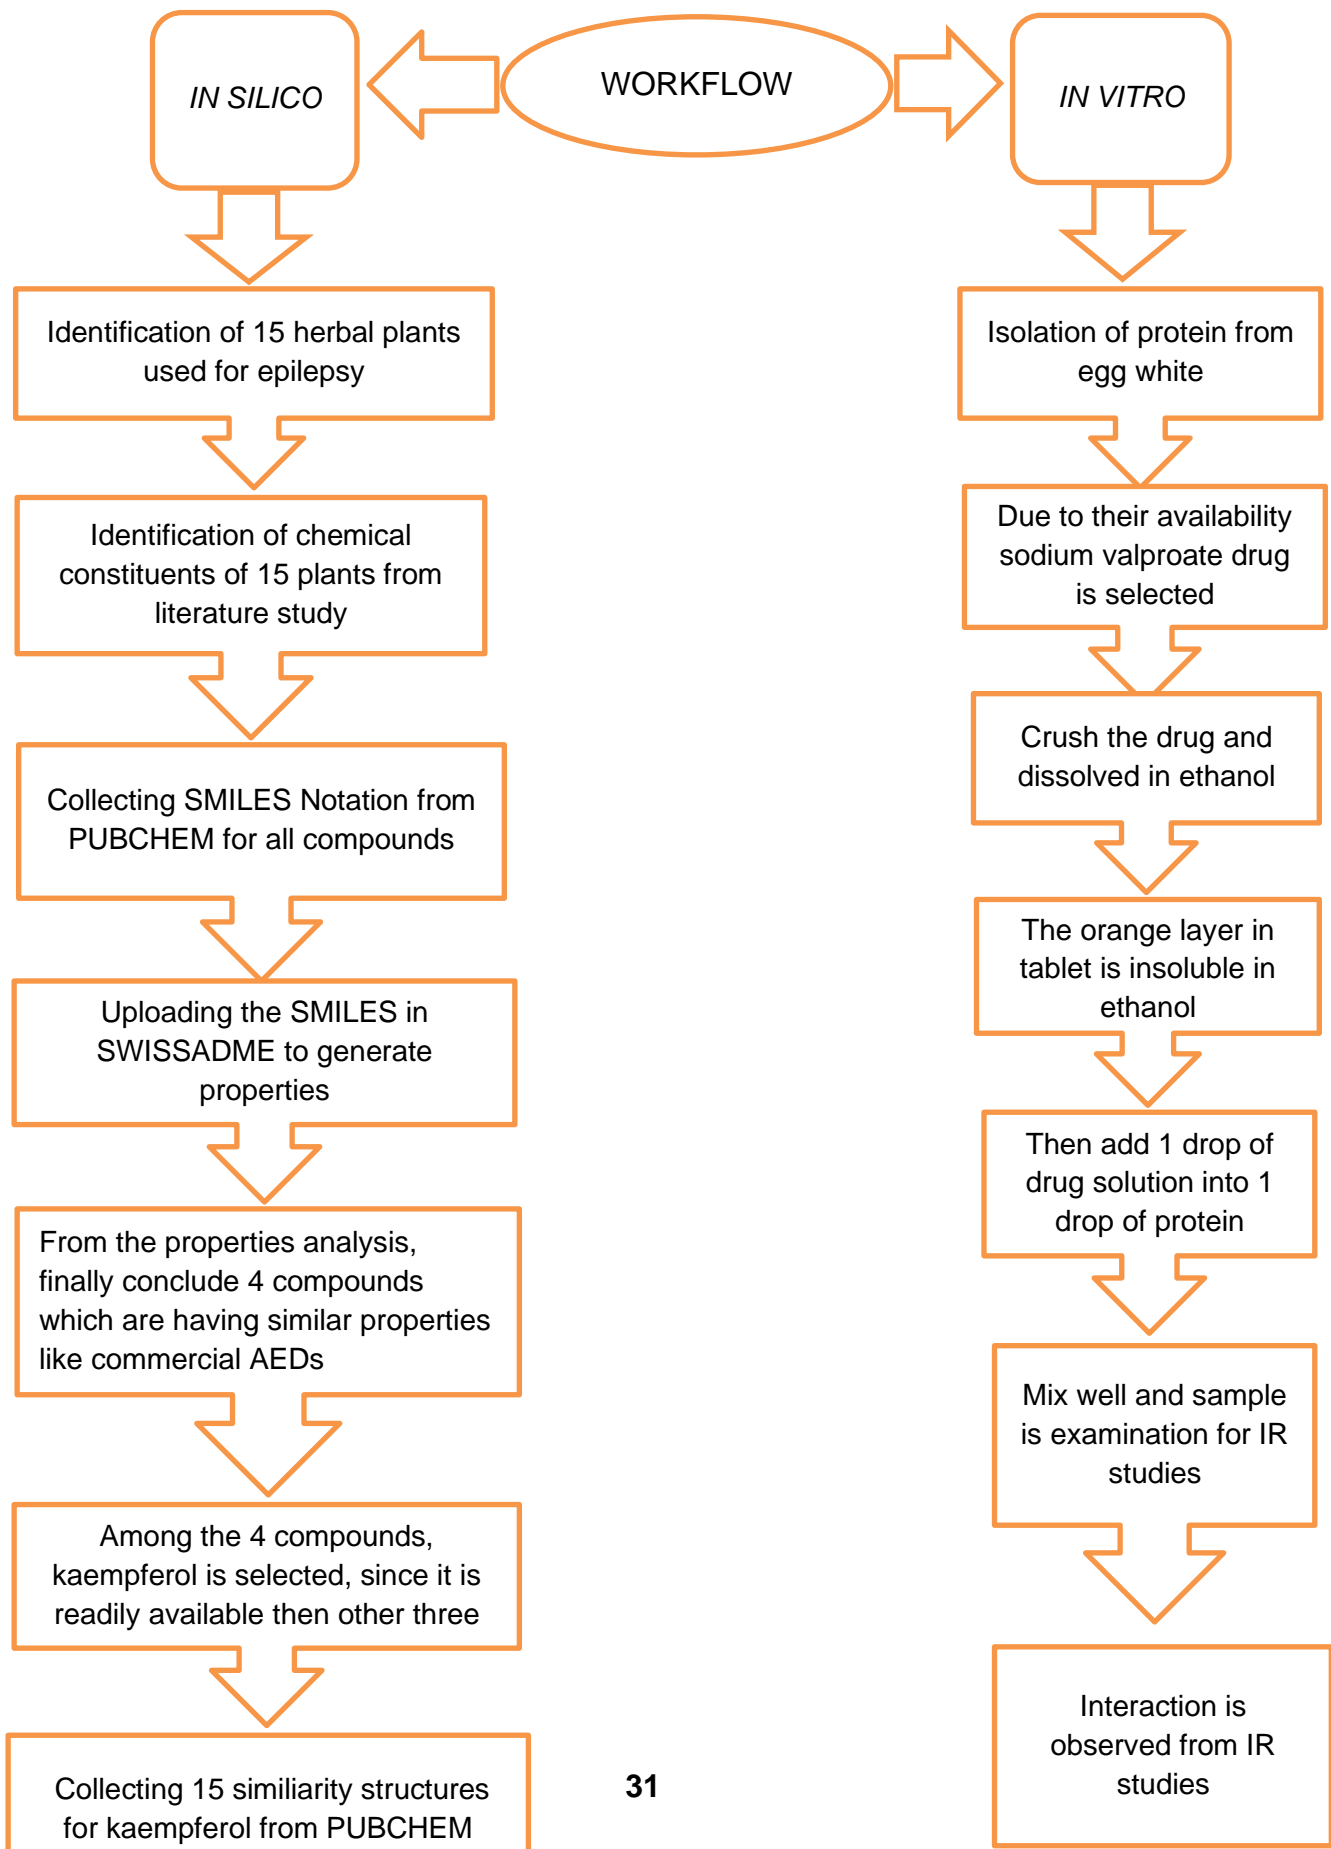 WORKFLOW
IN SILICO
IN VITRO
Identification of 15 herbal plants
used for epilepsy
Identification of chemical
constituents of 15 plants from
literature study
Collecting SMILES Notation from
PUBCHEM for all compounds
Uploading the SMILES in
SWISSADME to generate
properties
From the properties analysis,
finally conclude 4 compounds
which are having similar properties
like commercial AEDs
Among the 4 compounds,
kaempferol is selected, since it is
readily available then other three
Collecting 15 similiarity structures
for kaempferol from PUBCHEM
Isolation of protein from
egg white
Due to their availability
sodium valproate drug
is selected
Crush the drug and
dissolved in ethanol
The orange layer in
tablet is insoluble in
ethanol
Then add 1 drop of
drug solution into 1
drop of protein
Mix well and sample
is examination for IR
studies
Interaction is
observed from IR
studies
31